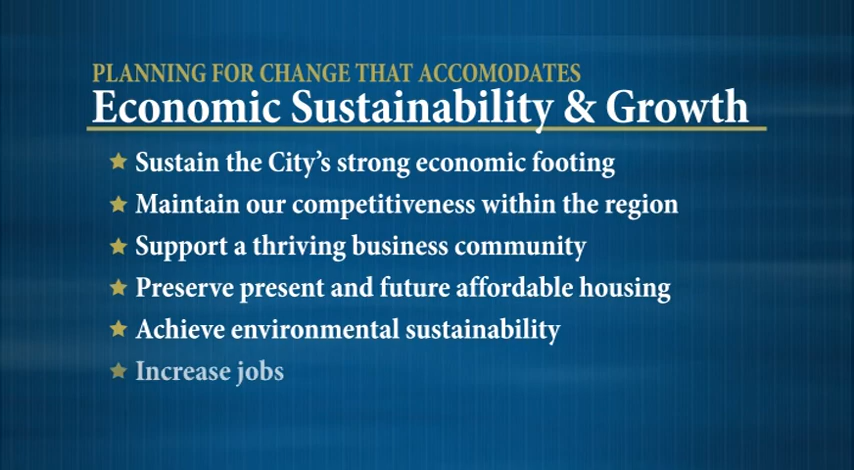 PLANNING FOR CHANGE THAT ACCOMODATES
Economic Sustainability & Growth
Sustain the City's strong economic footing
Maintain our competitiveness within the region
Support a thriving business community
Preserve present and future affordable housing
Achieve environmental sustainability
Increase jobs